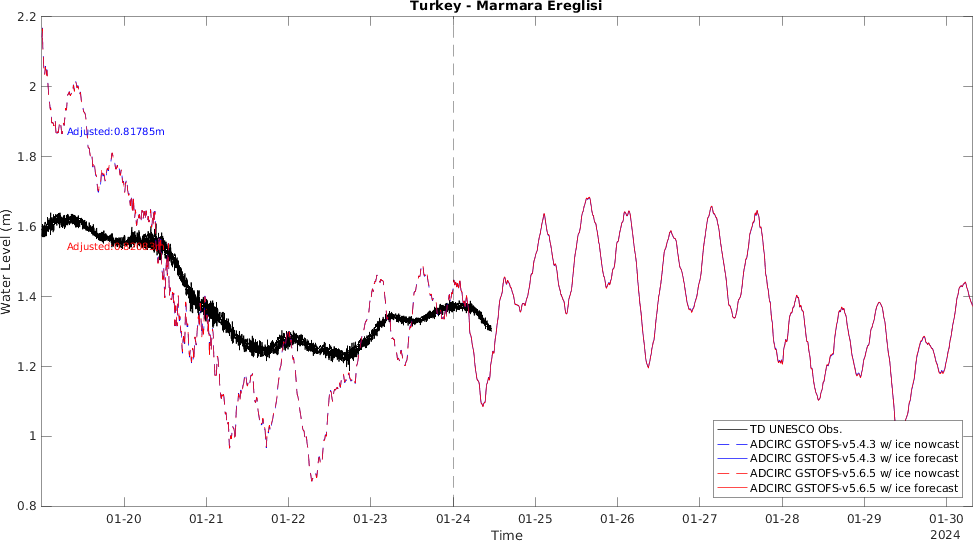 Turkey - Marmara Ereglisi
2.2
2
1.8
1.6
1.4
1.2
1
0.8
Water Level (m)
Adjusted:0.81785m
01-20
01-21
01-22
01-23
01-24
01-25
01-26
01-27
01-28
01-29
01-30
2024
Time
TD UNESCO Obs.
ADCIRC GSTOFS-v5.4.3 w/ ice nowcast
ADCIRC GSTOFS-v5.4.3 w/ ice forecast
ADCIRC GSTOFS-v5.6.5 w/ ice nowcast
ADCIRC GSTOFS-v5.6.5 w/ ice forecast